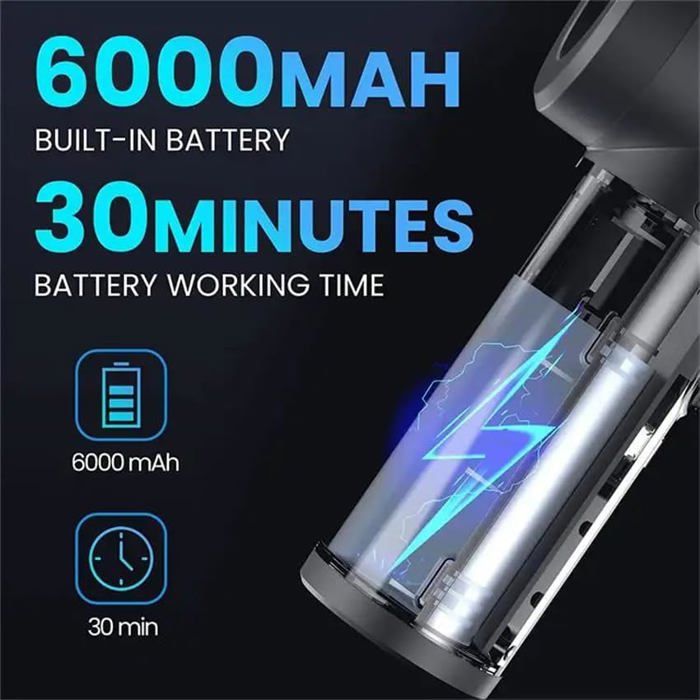 6000MAH
BUILT-IN BATTERY
30MINUTES
BATTERY WORKING TIME
6000 mAh
30 min